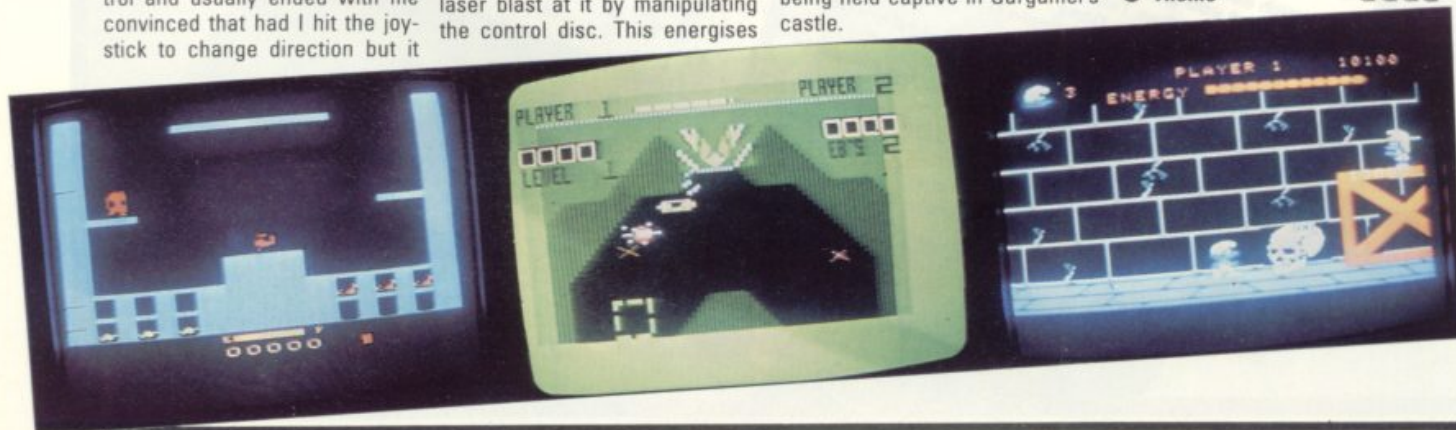 trol and usually ended with me
convinced that had I hit the joy-
stick to change direction but it
laser blast at it by manipulating
the control disc. This energises
being held captive in Gargamel's
castle.
Theme
PLAYER 1
PLAYER 2
LEVEL 1
EB'S 2
3
PLAYER 1 10100
ENERGY